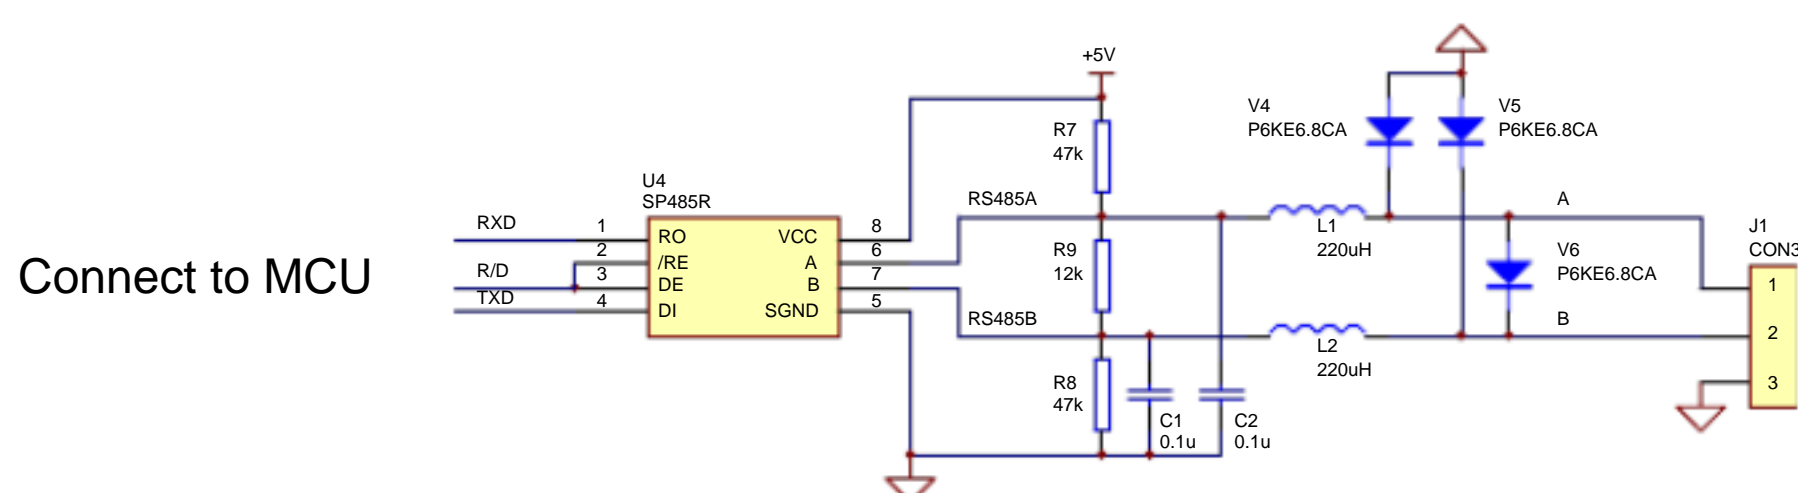 +5V
V4
P6KE6.8CA
V5
P6KE6.8CA
R7
47k
U4
SP485R
RS485A
A
RXD
1
RO
VCC
8
L1
220uH
J1
CON3
2
/RE
A
6
R9
12k
V6
P6KE6.8CA
Connect to MCU
R/D
3
DE
B
7
1
TXD
4
DI
SGND
5
RS485B
B
2
L2
220uH
R8
47k
3
C1
0.1u
C2
0.1u